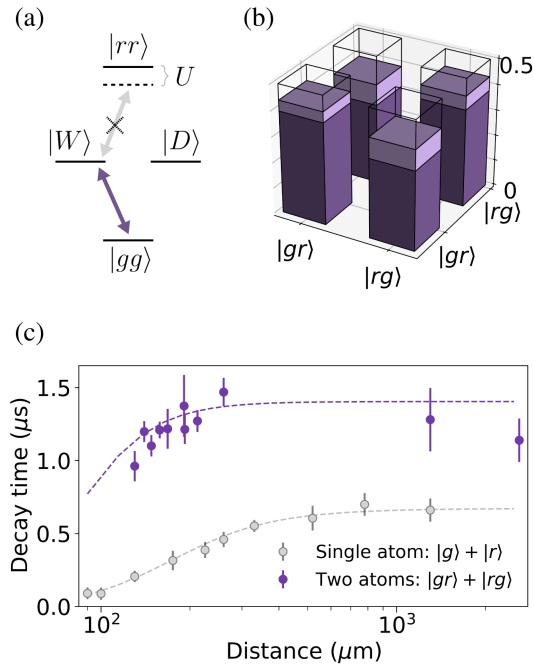 (a)
|rr⟩
U
|W⟩
|D⟩
|gg⟩
(b)
0.5
0
|gr⟩
|rg⟩
|gr⟩
|rg⟩
(c)
Decay time (μs)
1.5
1.0
0.5
0.0
10²
10³
Distance (μm)
Single atom: |g⟩ + |r⟩
Two atoms: |gr⟩ + |rg⟩